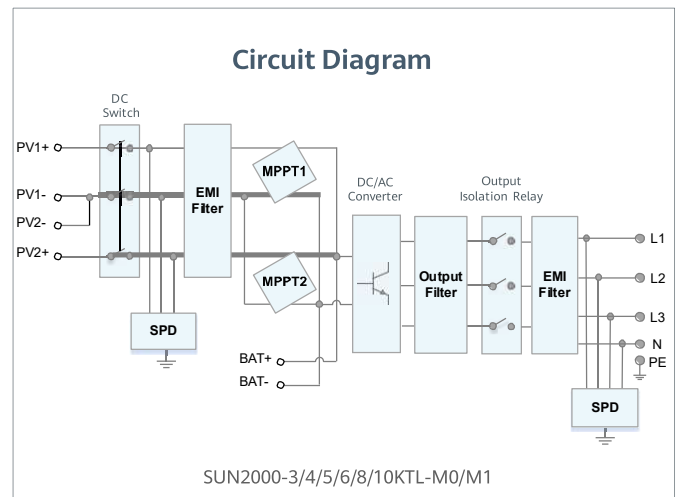 Circuit Diagram
DC
Switch
PV1+
PV1-
PV2-
PV2+
EMI
Filter
MPPT1
MPPT2
SPD
BAT+
BAT-
DC/AC
Converter
Output
Filter
Output
Isolation Relay
EMI
Filter
L1
L2
L3
N
PE
SPD
SUN2000-3/4/5/6/8/10KTL-M0/M1